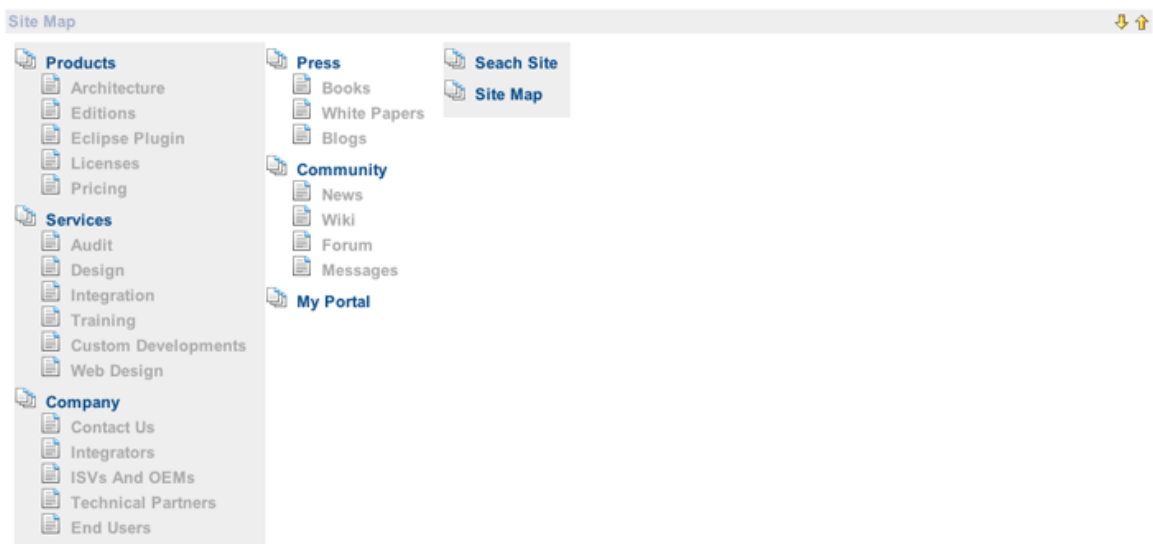 Site Map
Products
Architecture
Editions
Eclipse Plugin
Licenses
Pricing
Services
Audit
Design
Integration
Training
Custom Developments
Web Design
Company
Contact Us
Integrators
ISVs And OEMs
Technical Partners
End Users
Press
Books
White Papers
Blogs
Community
News
Wiki
Forum
Messages
My Portal
Seach Site
Site Map